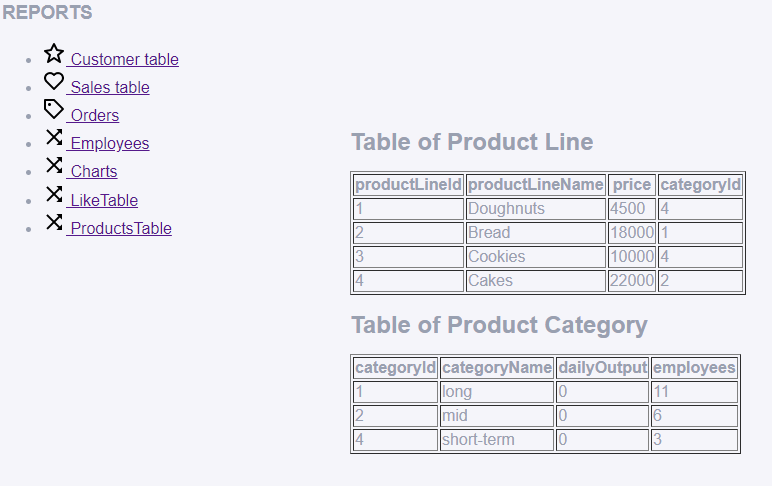 REPORTS
Customer table
Sales table
Orders
Employees
Charts
LikeTable
ProductsTable
Table of Product Line
productLineId productLineName price categoryId
1 Doughnuts 4500 4
2 Bread 18000 1
3 Cookies 10000 4
4 Cakes 22000 2
Table of Product Category
categoryId categoryName dailyOutput employees
1 long 0 11
2 mid 0 6
4 short-term 0 3